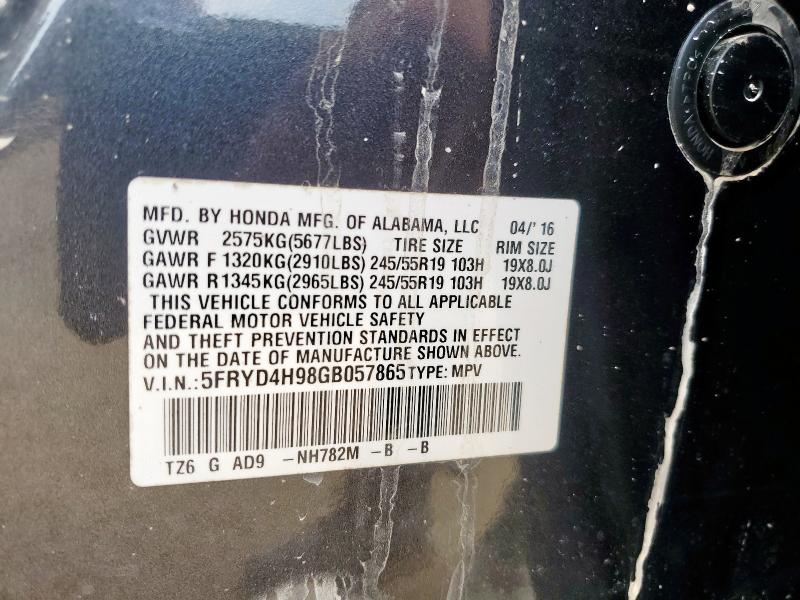 MFD. BY HONDA MFG. OF ALABAMA, LLC 04/' 16
GVWR 2575KG(5677LBS) TIRE SIZE RIM SIZE
GAWR F 1320KG(2910LBS) 245/55R19 103H 19X8.0J
GAWR R1345KG(2965LBS) 245/55R19 103H 19X8.0J
THIS VEHICLE CONFORMS TO ALL APPLICABLE
FEDERAL MOTOR VEHICLE SAFETY
AND THEFT PREVENTION STANDARDS IN EFFECT
ON THE DATE OF MANUFACTURE SHOWN ABOVE.
V.I.N.:5FRYD4H98GB057865TYPE: MPV
TZ6 G AD9 -NH782M -B -B